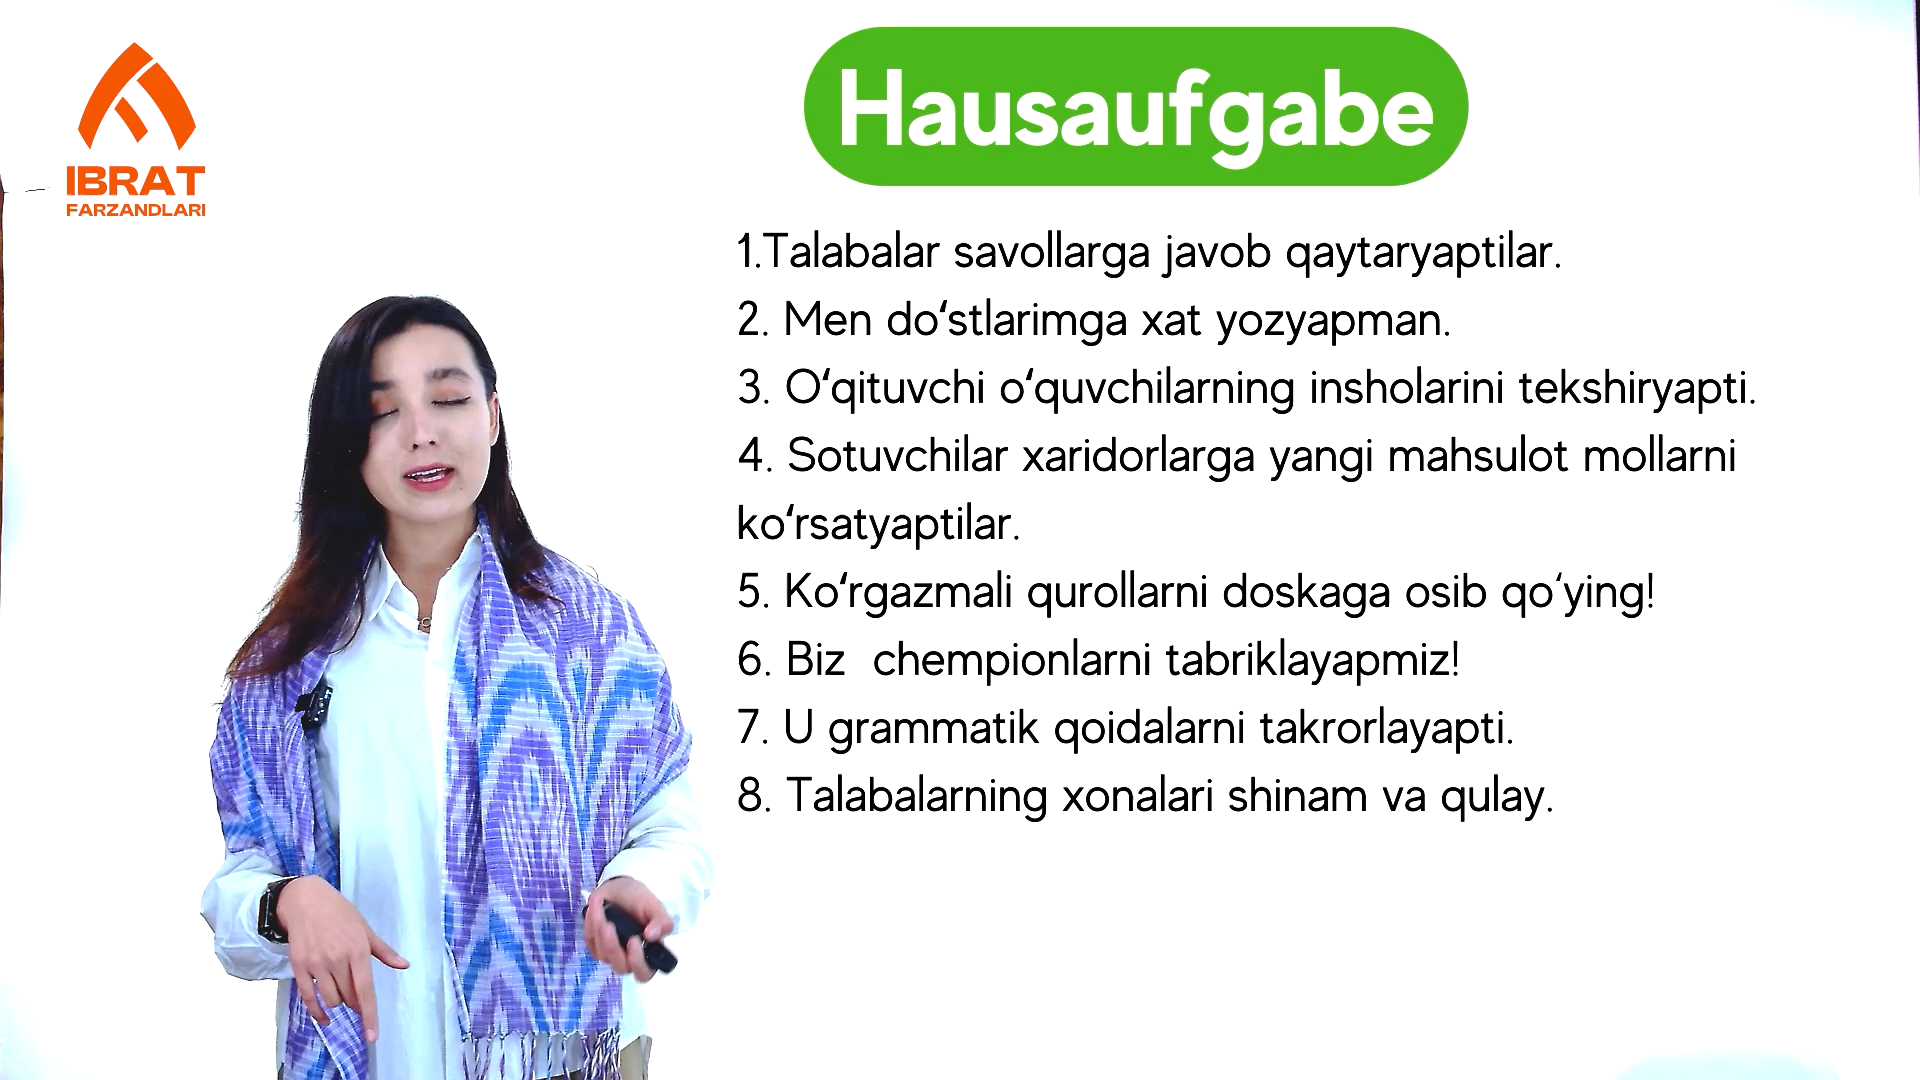 IBRAT
FARZANDLARI
Hausaufgabe
1.Talabalar savollarga javob qaytaryaptilar.
2. Men do‘stlarimga xat yozyapman.
3. O‘qituvchi o‘quvchilarning insholarini tekshiryapti.
4. Sotuvchilar xaridorlarga yangi mahsulot mollarni
ko‘rsatyaptilar.
5. Ko‘rgazmali qurollarni doskaga osib qo‘ying!
6. Biz  chempionlarni tabriklayapmiz!
7. U grammatik qoidalarni takrorlayapti.
8. Talabalarning xonalari shinam va qulay.